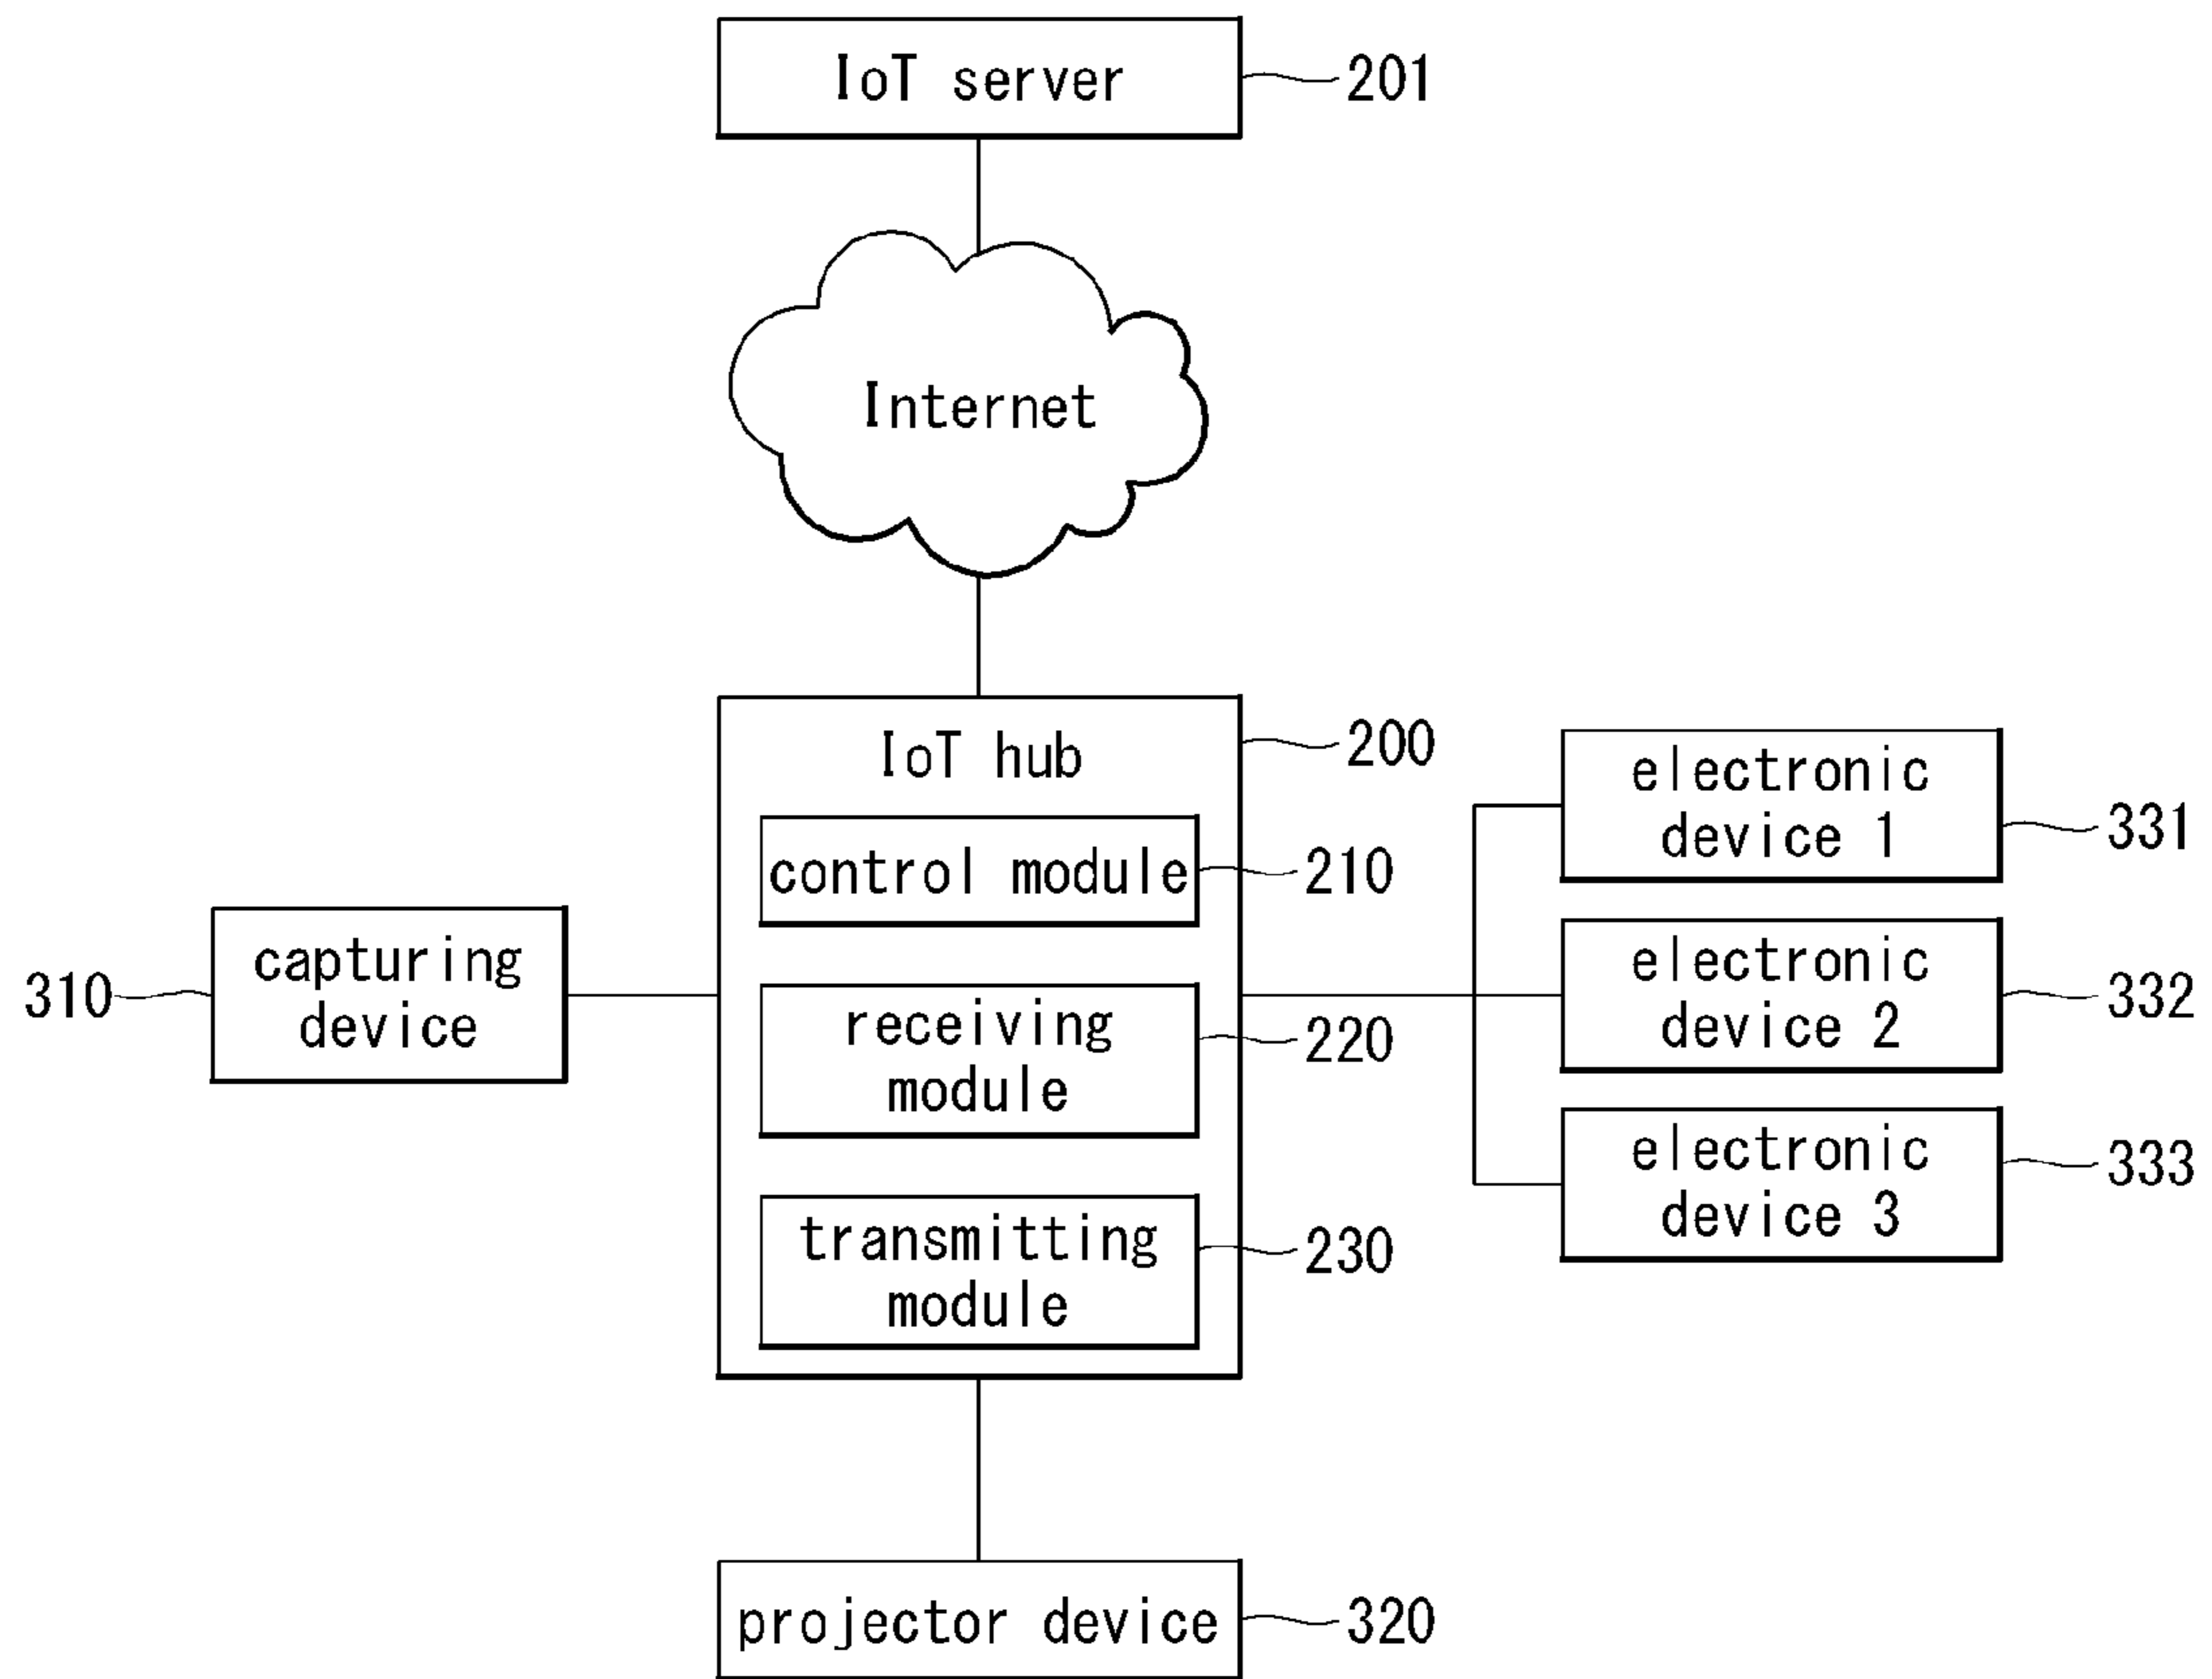 IoT server
201
Internet
IoT hub
200
control module
210
receiving
module
220
transmitting
module
230
capturing
device
310
electronic
device 1
331
electronic
device 2
332
electronic
device 3
333
projector device
320